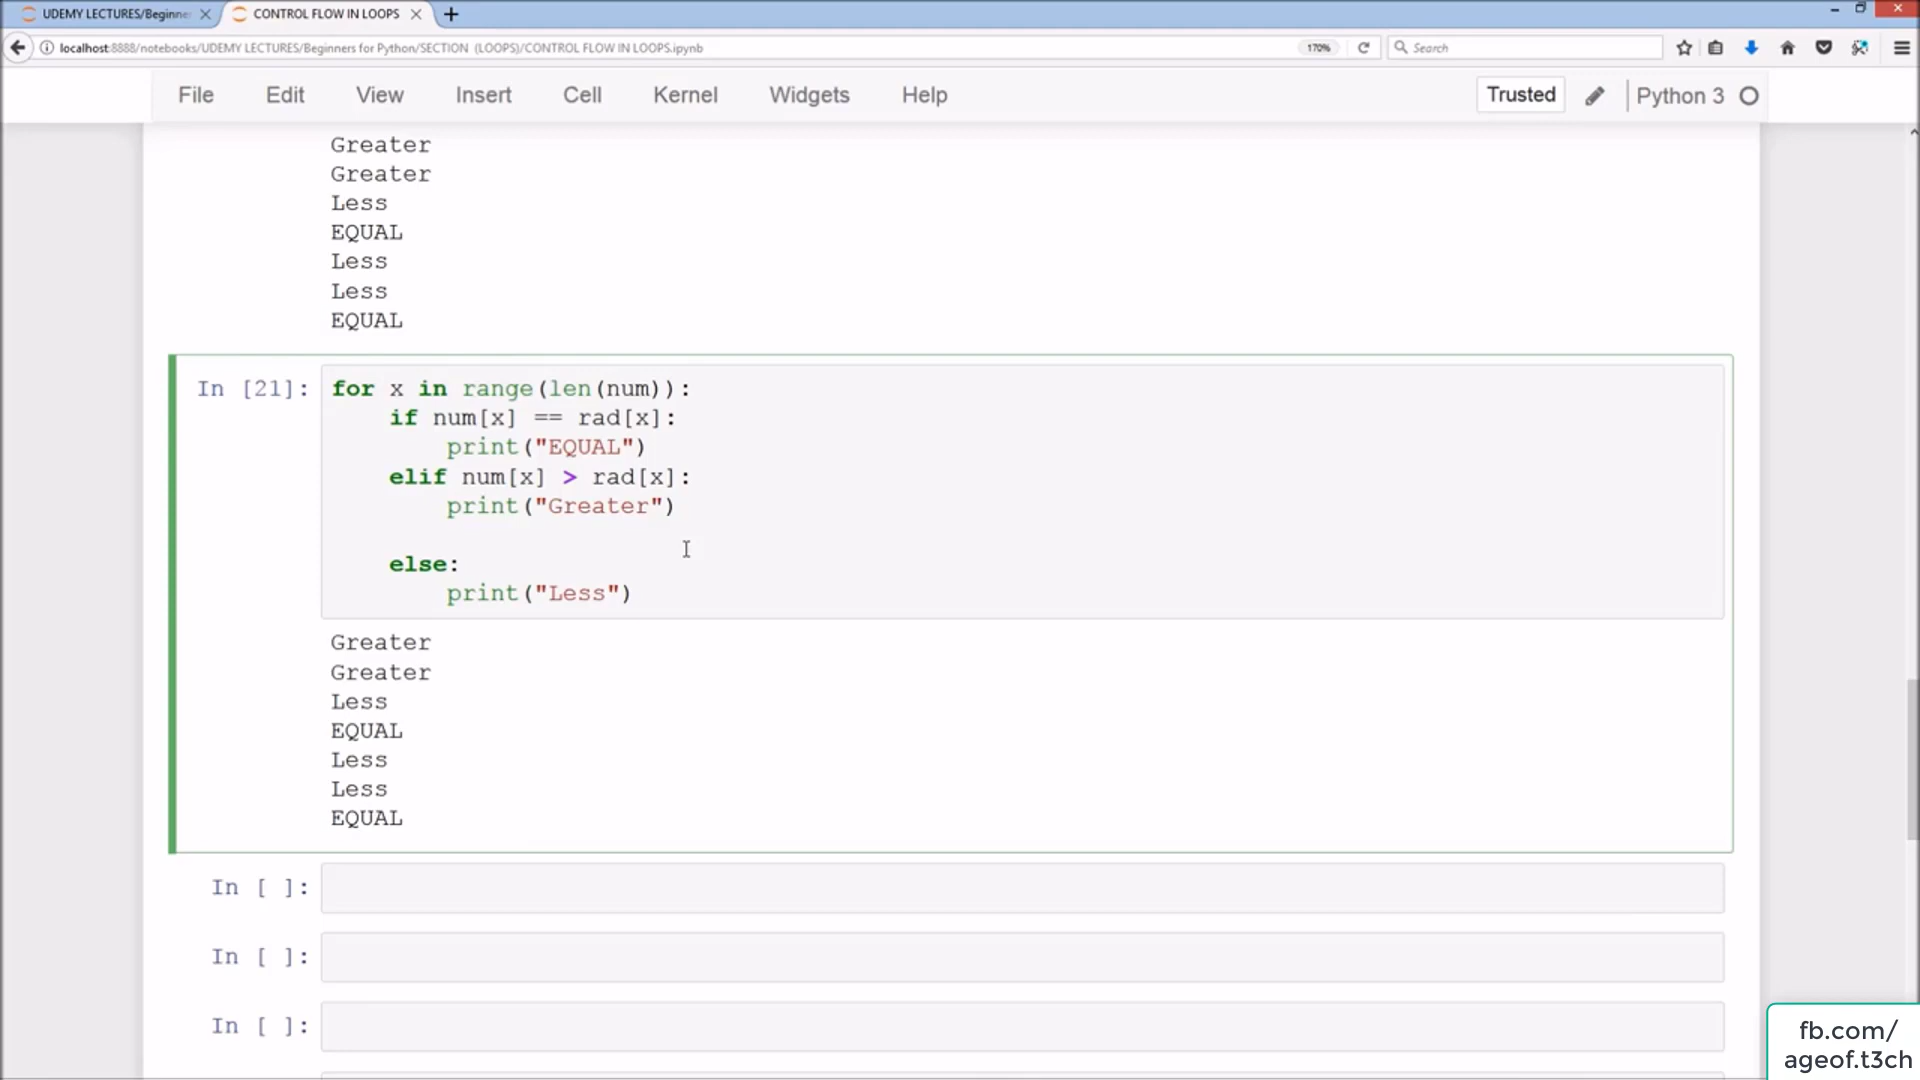 UDEMY LECTURES/Beginne
CONTROL FLOW IN LOOPS
localhost:8888/notebooks/UDEMY LECTURES/Beginners for Python/SECTION (LOOPS)/CONTROL FLOW IN LOOPS.ipynb
170%
Search
File Edit View Insert Cell Kernel Widgets Help
Trusted
Python 3
Greater
Greater
Less
EQUAL
Less
Less
EQUAL
In [21]:
for x in range(len(num)):
    if num[x] == rad[x]:
        print("EQUAL")
    elif num[x] > rad[x]:
        print("Greater")
    else:
        print("Less")
Greater
Greater
Less
EQUAL
Less
Less
EQUAL
In [ ]:
In [ ]:
In [ ]:
fb.com/
ageof.t3ch